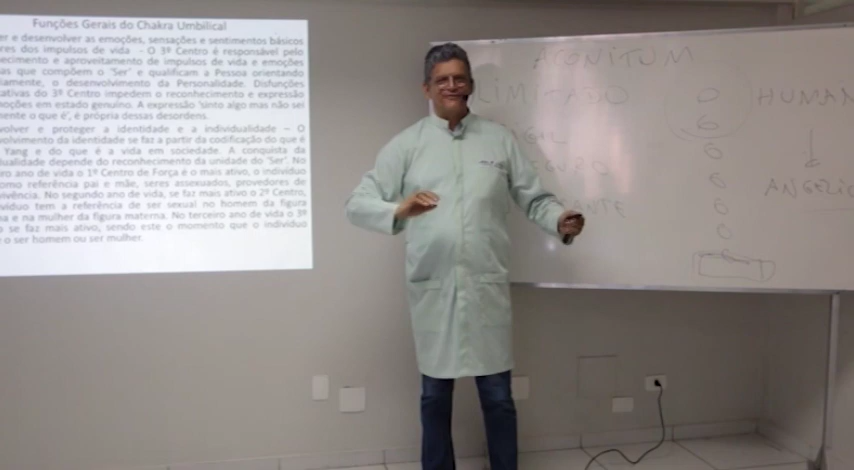 Funções Gerais do Chakra Umbilical
er e desenvolver as emoções, sensações e sentimentos básicos
res dos impulsos de vida - O 3º Centro é responsável pelo
hecimento e aproveitamento de impulsos de vida e emoções
as que compõem o 'Ser' e qualificam a Pessoa orientando
iamente, o desenvolvimento da Personalidade. Disfunções
cativas do 3º Centro impedem o reconhecimento e expressão
moções em estado genuíno. A expressão 'sinto algo mas não sei
mente o que é', é própria dessas desordens.
volver e proteger a identidade e a individualidade – O
volvimento da identidade se faz a partir da codificação do que é
Yang e do que é a vida em sociedade. A conquista da
dualidade depende do reconhecimento da unidade do 'Ser'. No
ro ano de vida o 1º Centro de Força é o mais ativo, o indivíduo
omo referência pai e mãe, seres assexuados, provedores de
vivência. No segundo ano de vida, se faz mais ativo o 2º Centro,
ivíduo tem a referência de ser sexual no homem da figura
na e na mulher da figura materna. No terceiro ano de vida o 3º
o se faz mais ativo, sendo este o momento que o indivíduo
e o ser homem ou ser mulher.
ACONITUM
LIMITADO
HUMAN
ANGELIC